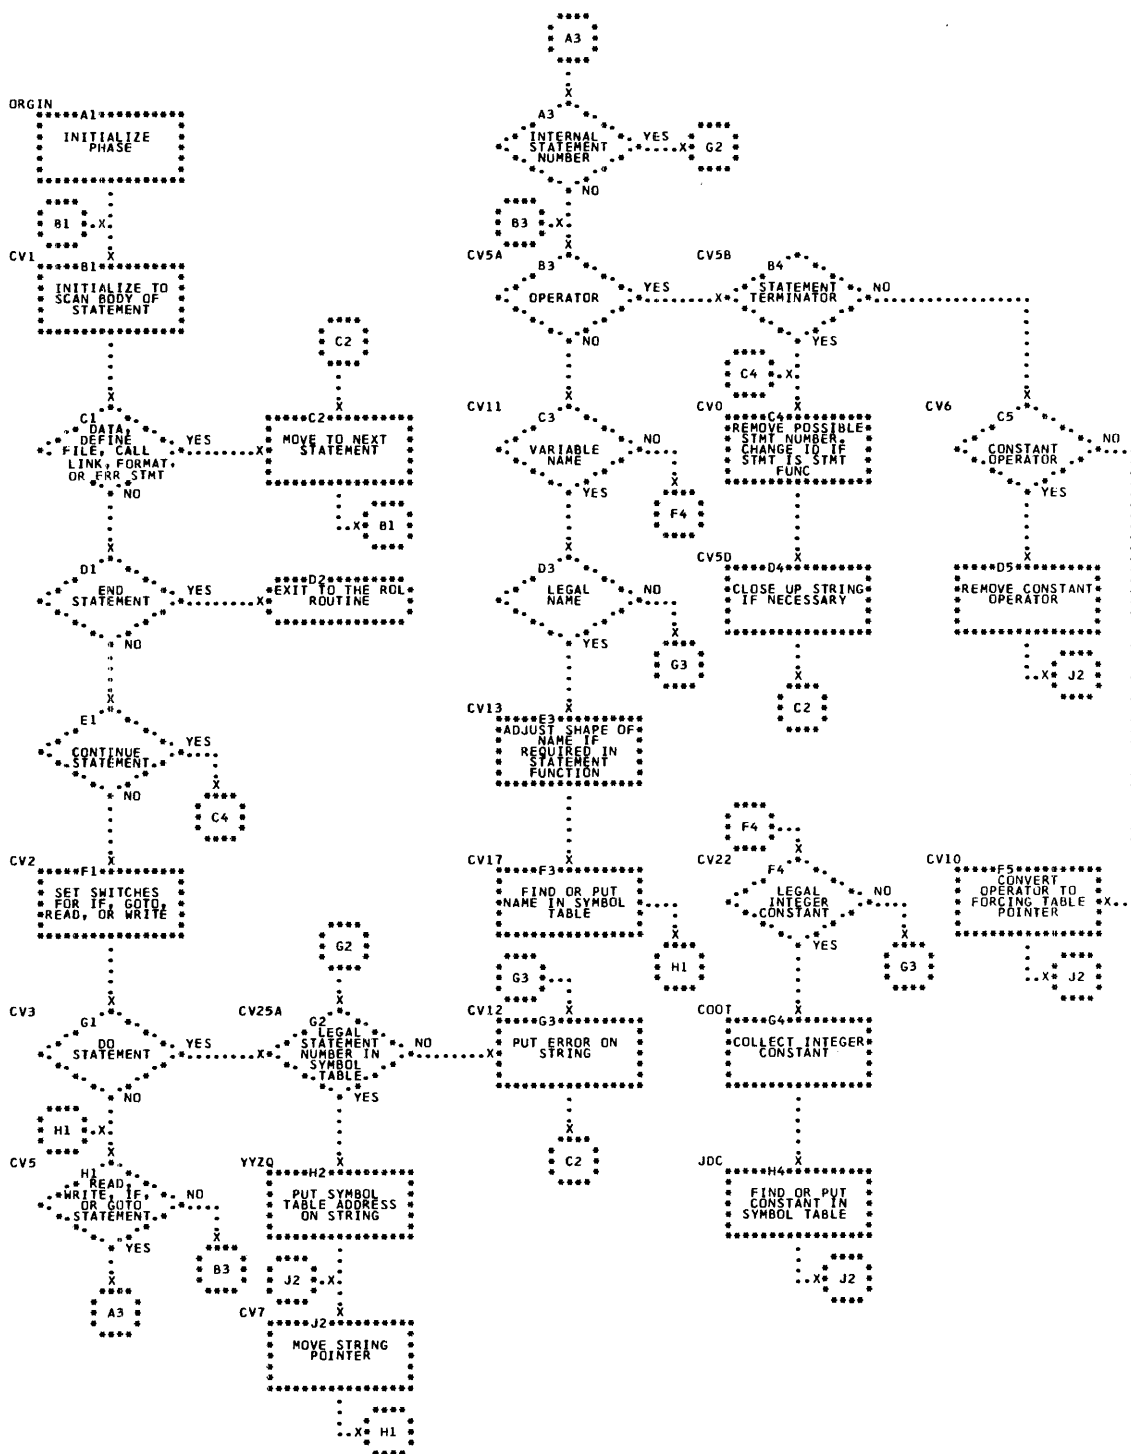 A3
ORGIN
A1
INITIALIZE
PHASE
B1
CV1
B1
INITIALIZE TO
SCAN BODY OF
STATEMENT
C1
DATA,
DEFINE
FILE, CALL
LINK, FORMAT,
OR ERR STMT
YES
NO
C2
C2
MOVE TO NEXT
STATEMENT
B1
D1
END
STATEMENT
YES
NO
D2
EXIT TO THE ROL
ROUTINE
E1
CONTINUE
STATEMENT
YES
NO
C4
CV2
F1
SET SWITCHES
FOR IF, GOTO,
READ, OR WRITE
CV3
G1
DO
STATEMENT
YES
NO
H1
CV5
H1
READ,
WRITE, IF,
OR GOTO
STATEMENT
NO
YES
B3
A3
G2
CV25A
G2
LEGAL
STATEMENT
NUMBER IN
SYMBOL
TABLE
NO
YES
YYZQ
H2
PUT SYMBOL
TABLE ADDRESS
ON STRING
J2
CV7
J2
MOVE STRING
POINTER
H1
A3
INTERNAL
STATEMENT
NUMBER
YES
G2
NO
B3
CV5A
B3
OPERATOR
YES
NO
CV11
C3
VARIABLE
NAME
NO
YES
F4
D3
LEGAL
NAME
NO
YES
G3
CV13
E3
ADJUST SHAPE OF
NAME IF
REQUIRED IN
STATEMENT
FUNCTION
CV17
F3
FIND OR PUT
NAME IN SYMBOL
TABLE
H1
G3
CV12
G3
PUT ERROR ON
STRING
C2
CV5B
B4
STATEMENT
TERMINATOR
NO
YES
C4
CV0
C4
REMOVE POSSIBLE
STMT NUMBER.
CHANGE ID IF
STMT IS STMT
FUNC
CV5D
D4
CLOSE UP STRING
IF NECESSARY
C2
F4
CV22
F4
LEGAL
INTEGER
CONSTANT
NO
YES
G3
COOT
G4
COLLECT INTEGER
CONSTANT
JDC
H4
FIND OR PUT
CONSTANT IN
SYMBOL TABLE
J2
CV6
C5
CONSTANT
OPERATOR
NO
YES
D5
REMOVE CONSTANT
OPERATOR
J2
CV10
F5
CONVERT
OPERATOR TO
FORCING TABLE
POINTER
J2